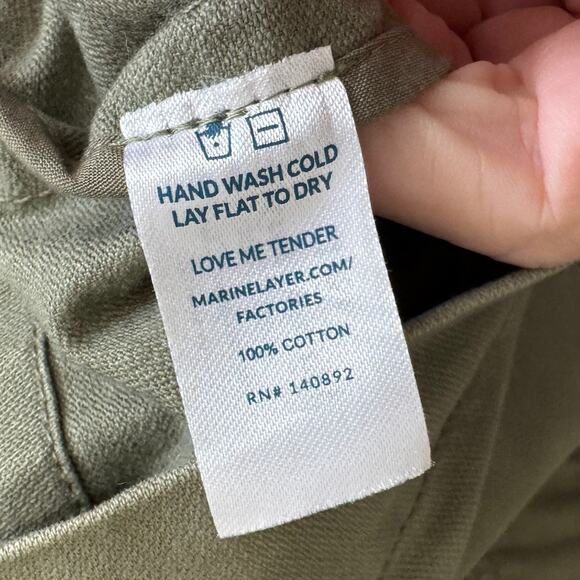 HAND WASH COLD
LAY FLAT TO DRY
LOVE ME TENDER
MARINELAYER.COM/
FACTORIES
100% COTTON
RN# 140892